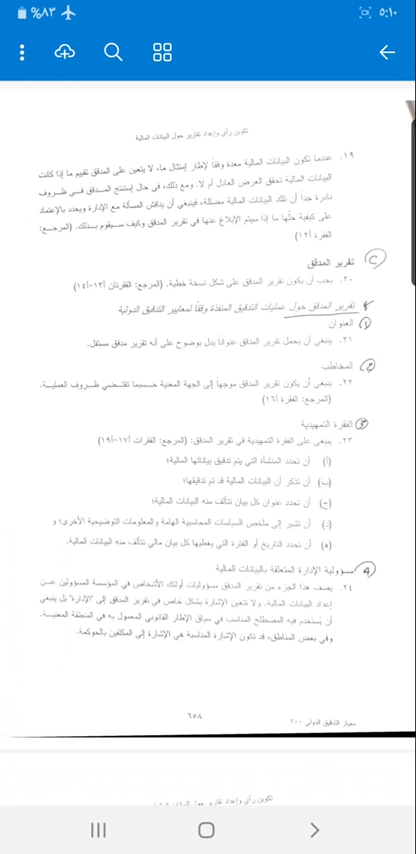 %٨٣
٥:١٠
تكوين رأي وإعداد تقارير حول البيانات المالية
١٩. عندما تكون البيانات المالية معدة وفقاً لإطار إمتثال ما، لا يتعين على المدقق تقييم ما إذا كانت
البيانات المالية تحقق العرض العادل أم لا. ومع ذلك، في حال إستنتج المدقق في ظروف
نادرة جداً أن تلك البيانات المالية مضللة، فينبغي أن يناقش المسألة مع الإدارة ويحدد بالإعتماد
على كيفية حلّها ما إذا سيتم الإبلاغ عنها في تقرير المدقق وكيف سيقوم بذلك. (المرجع:
الفقرة أ١٢)
C تقرير المدقق
٢٠. يجب أن يكون تقرير المدقق على شكل نسخة خطية. (المرجع: الفقرتان أ١٣-أ١٤)
تقرير المدقق حول عمليات التدقيق المنفذة وفقاً لمعايير التدقيق الدولية
1 العنوان
٢١. ينبغي أن يحمل تقرير المدقق عنواناً يدل بوضوح على أنه تقرير مدقق مستقل.
2 المخاطب
٢٢. ينبغي أن يكون تقرير المدقق موجهاً إلى الجهة المعنية حسبما تقتضي ظروف العملية.
(المرجع: الفقرة أ١٦)
3 الفقرة التمهيدية
٢٣. ينبغي على الفقرة التمهيدية في تقرير المدقق: (المرجع: الفقرات أ١٧-أ١٩)
(أ) أن تحدد المنشأة التي يتم تدقيق بياناتها المالية؛
(ب) أن تذكر أن البيانات المالية قد تم تدقيقها؛
(ج) أن تحدد عنوان كل بيان تتألف منه البيانات المالية؛
(د) أن تشير إلى ملخص السياسات المحاسبية الهامة والمعلومات التوضيحية الأخرى؛ و
(ه) أن تحدد التاريخ أو الفترة التي يغطيها كل بيان مالي تتألف منه البيانات المالية.
4 مسؤولية الإدارة المتعلقة بالبيانات المالية
٢٤. يصف هذا الجزء من تقرير المدقق مسؤوليات أولئك الأشخاص في المؤسسة المسؤولين عن
إعداد البيانات المالية. ولا تتعين الإشارة بشكل خاص في تقرير المدقق إلى "الإدارة" بل ينبغي
أن يُستخدم فيه المصطلح المناسب في سياق الإطار القانوني المعمول به في المنطقة المعنية.
وفي بعض المناطق، قد تكون الإشارة المناسبة هي الإشارة إلى المكلفين بالحوكمة.
٦٥٨
معيار التدقيق الدولي ٧٠٠
تكوين رأي وإعداد تقارير حول البيانات المالية